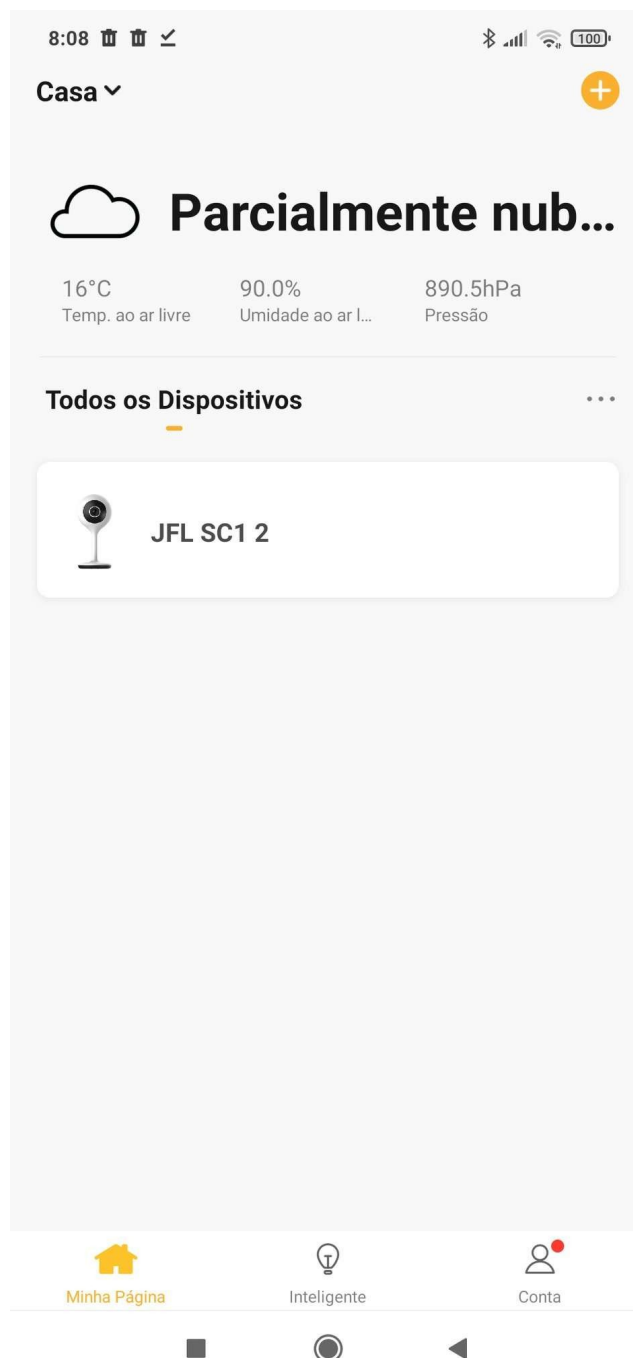 8:08
100
Casa
Parcialmente nub...
16°C 90.0% 890.5hPa
Temp. ao ar livre Umidade ao ar l... Pressão
Todos os Dispositivos
JFL SC1 2
Minha Página Inteligente Conta